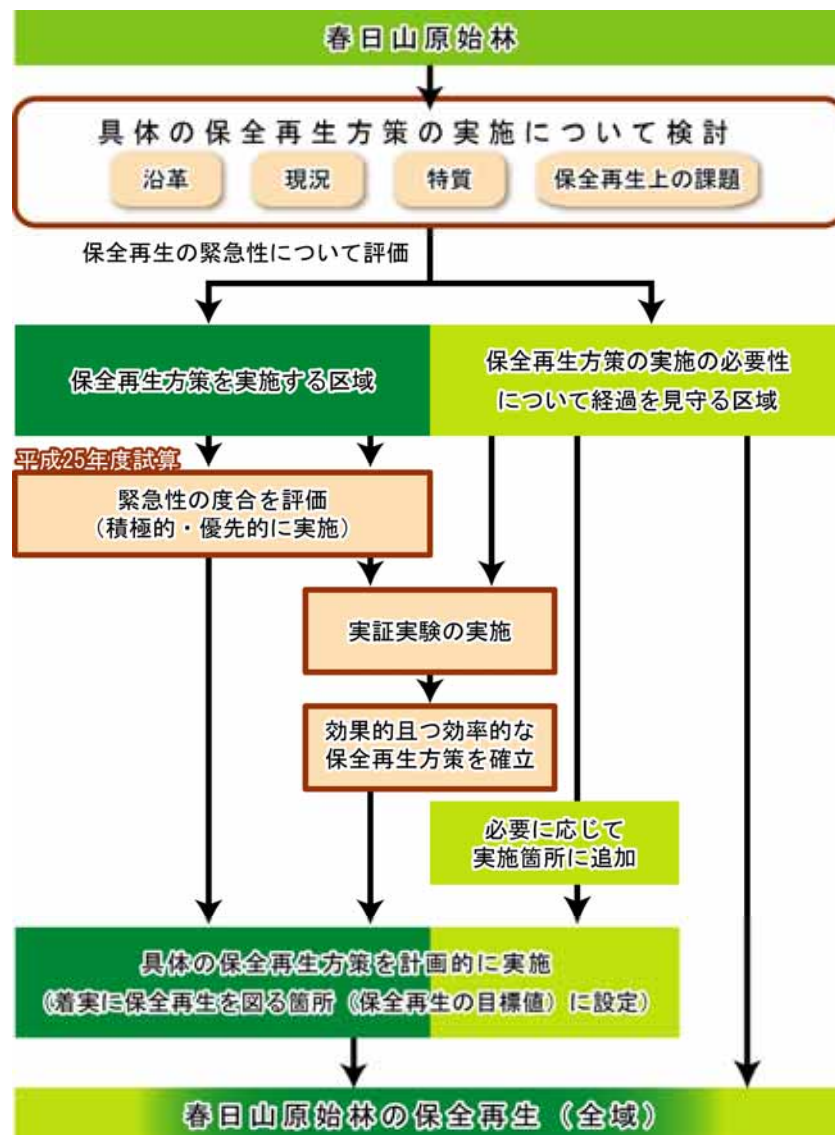 春日山原始林
具体の保全再生方策の実施について検討
沿革 現況 特質 保全再生上の課題
保全再生の緊急性について評価
保全再生方策を実施する区域
保全再生方策の実施の必要性
について経過を見守る区域
平成25年度試算
緊急性の度合を評価
（積極的・優先的に実施）
実証実験の実施
効果的且つ効率的な
保全再生方策を確立
必要に応じて
実施箇所に追加
具体の保全再生方策を計画的に実施
（着実に保全再生を図る箇所（保全再生の目標値）に設定）
春日山原始林の保全再生（全域）